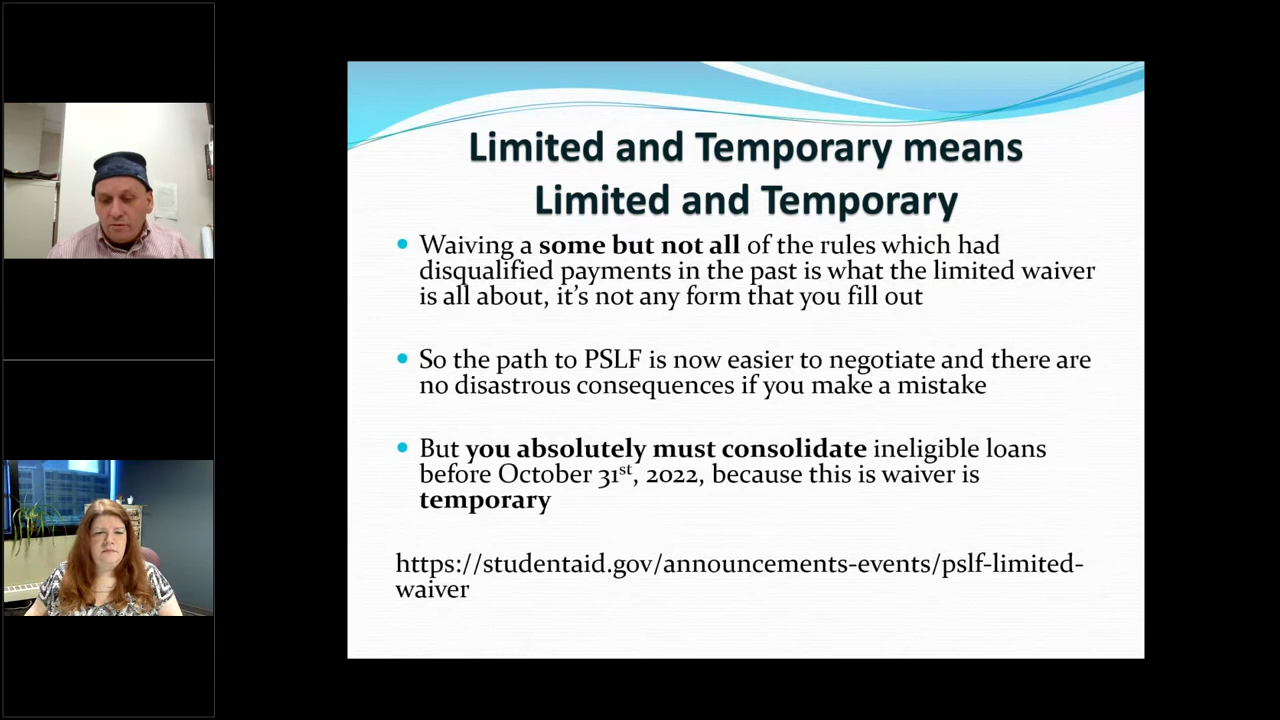 Limited and Temporary means
Limited and Temporary
Waiving a some but not all of the rules which had
disqualified payments in the past is what the limited waiver
is all about, it’s not any form that you fill out
So the path to PSLF is now easier to negotiate and there are
no disastrous consequences if you make a mistake
But you absolutely must consolidate ineligible loans
before October 31st, 2022, because this is waiver is
temporary
https://studentaid.gov/announcements-events/pslf-limited-
waiver